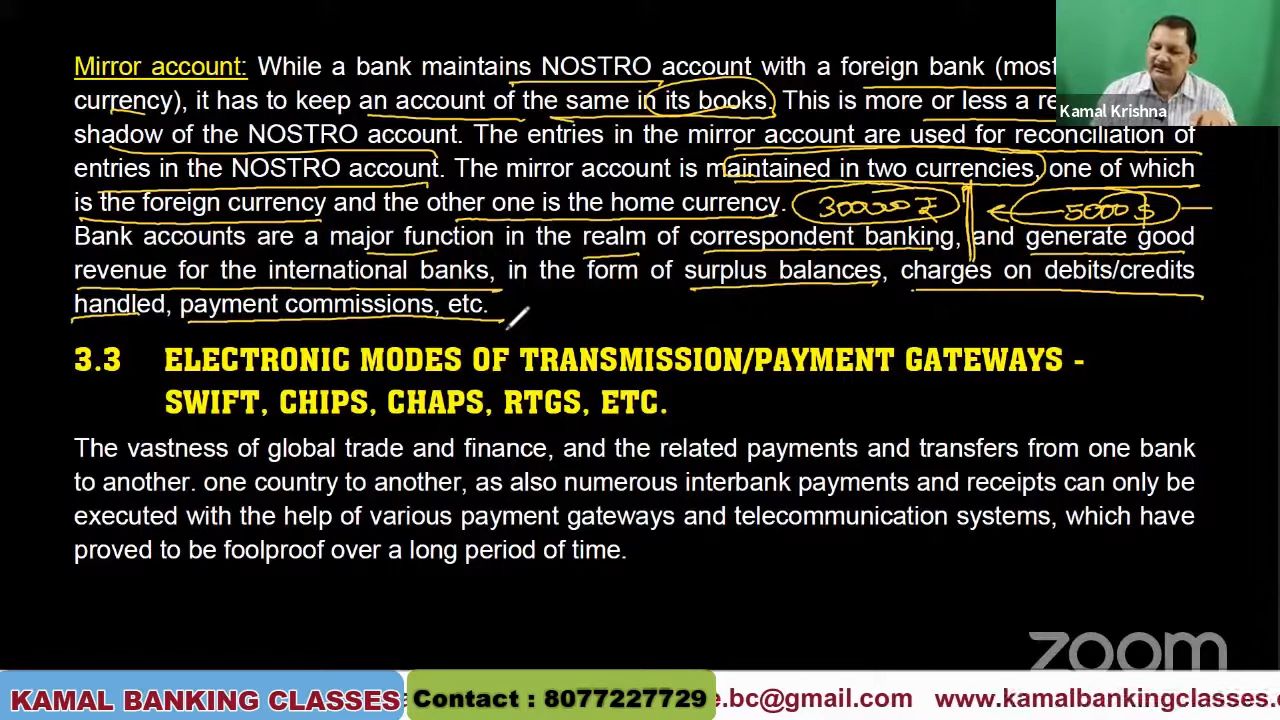 Mirror account: While a bank maintains NOSTRO account with a foreign bank (most
currency), it has to keep an account of the same in its books. This is more or less a re
Kamal Krishna
shadow of the NOSTRO account. The entries in the mirror account are used for reconciliation of
entries in the NOSTRO account. The mirror account is maintained in two currencies, one of which
is the foreign currency and the other one is the home currency. 300000 ₹ 5000 $
Bank accounts are a major function in the realm of correspondent banking, and generate good
revenue for the international banks, in the form of surplus balances, charges on debits/credits
handled, payment commissions, etc.
3.3 ELECTRONIC MODES OF TRANSMISSION/PAYMENT GATEWAYS -
SWIFT, CHIPS, CHAPS, RTGS, ETC.
The vastness of global trade and finance, and the related payments and transfers from one bank
to another. one country to another, as also numerous interbank payments and receipts can only be
executed with the help of various payment gateways and telecommunication systems, which have
proved to be foolproof over a long period of time.
zoom
KAMAL BANKING CLASSES Contact : 8077227729 e.bc@gmail.com www.kamalbankingclasses.